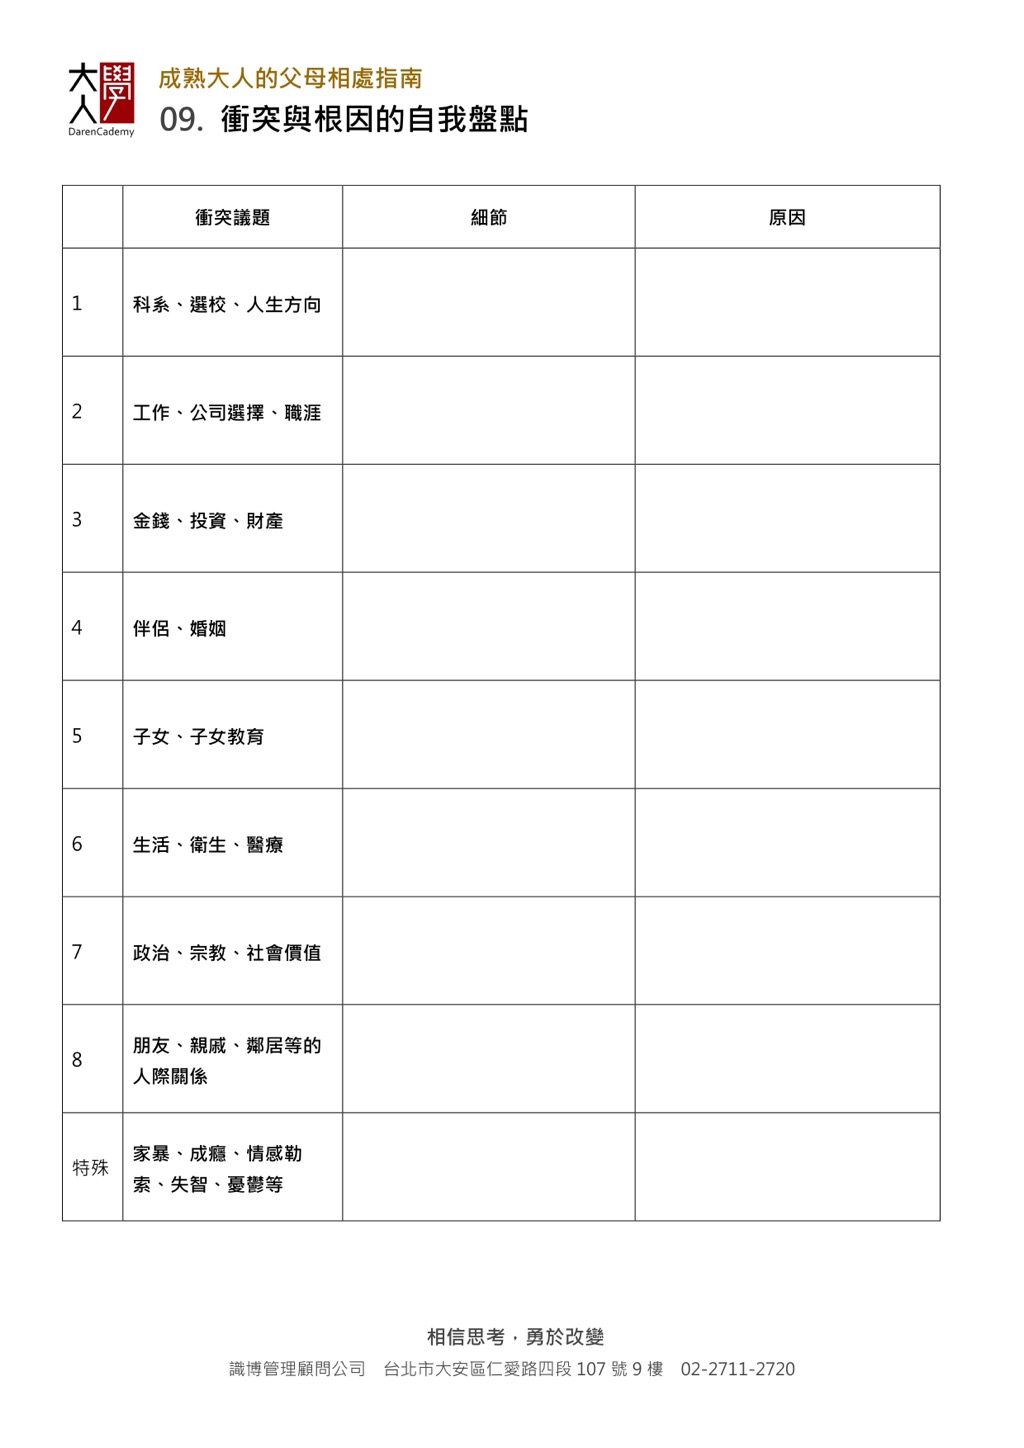 大學
人
DarenCademy
成熟大人的父母相處指南
09. 衝突與根因的自我盤點
衝突議題 細節 原因
1 科系、選校、人生方向
2 工作、公司選擇、職涯
3 金錢、投資、財產
4 伴侶、婚姻
5 子女、子女教育
6 生活、衛生、醫療
7 政治、宗教、社會價值
8 朋友、親戚、鄰居等的
人際關係
特殊 家暴、成癮、情感勒
索、失智、憂鬱等
相信思考，勇於改變
識博管理顧問公司 台北市大安區仁愛路四段 107 號 9 樓 02-2711-2720